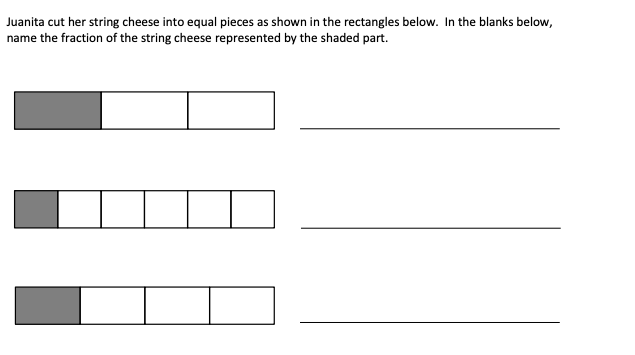 Juanita cut her string cheese into equal pieces as shown in the rectangles below.  In the blanks below,
name the fraction of the string cheese represented by the shaded part.